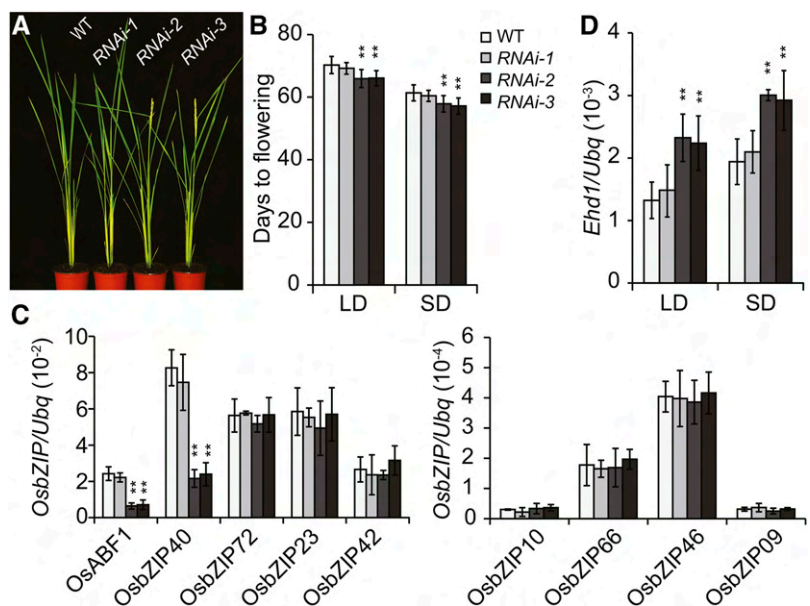 A
WT
RNAi-1
RNAi-2
RNAi-3
B
Days to flowering
80
60
40
20
0
** **
** **
LD
SD
WT
RNAi-1
RNAi-2
RNAi-3
D
Ehd1/Ubq (10-3)
4
3
2
1
0
** **
** **
LD
SD
C
OsbZIP/Ubq (10-2)
10
8
6
4
2
0
** **
** **
OsABF1
OsbZIP40
OsbZIP72
OsbZIP23
OsbZIP42
OsbZIP/Ubq (10-4)
6
5
4
3
2
1
0
OsbZIP10
OsbZIP66
OsbZIP46
OsbZIP09